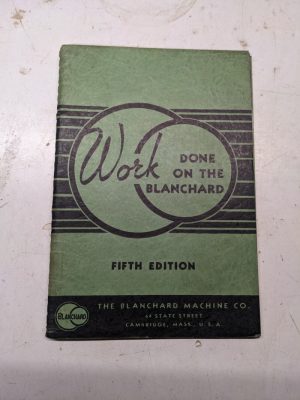 Work DONE
ON THE
BLANCHARD
FIFTH EDITION
BLANCHARD
THE BLANCHARD MACHINE CO.
64 STATE STREET
CAMBRIDGE, MASS., U. S. A.